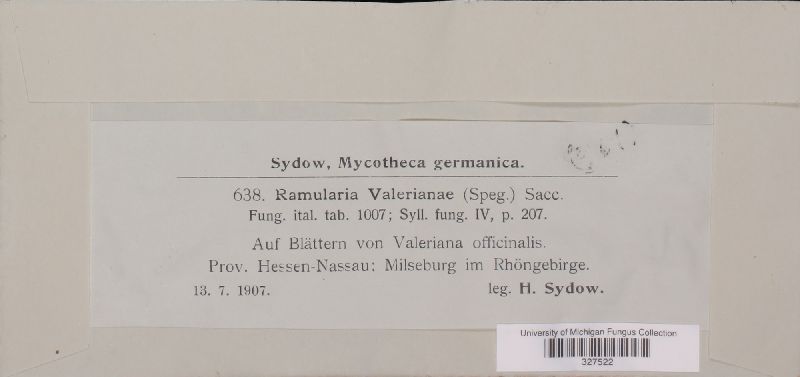 Sydow, Mycotheca germanica.
638. Ramularia Valerianae (Speg.) Sacc.
Fung. ital. tab. 1007; Syll. fung. IV, p. 207.
Auf Blättern von Valeriana officinalis.
Prov. Hessen-Nassau: Milseburg im Rhöngebirge.
13. 7. 1907. leg. H. Sydow.
University of Michigan Fungus Collection
327522